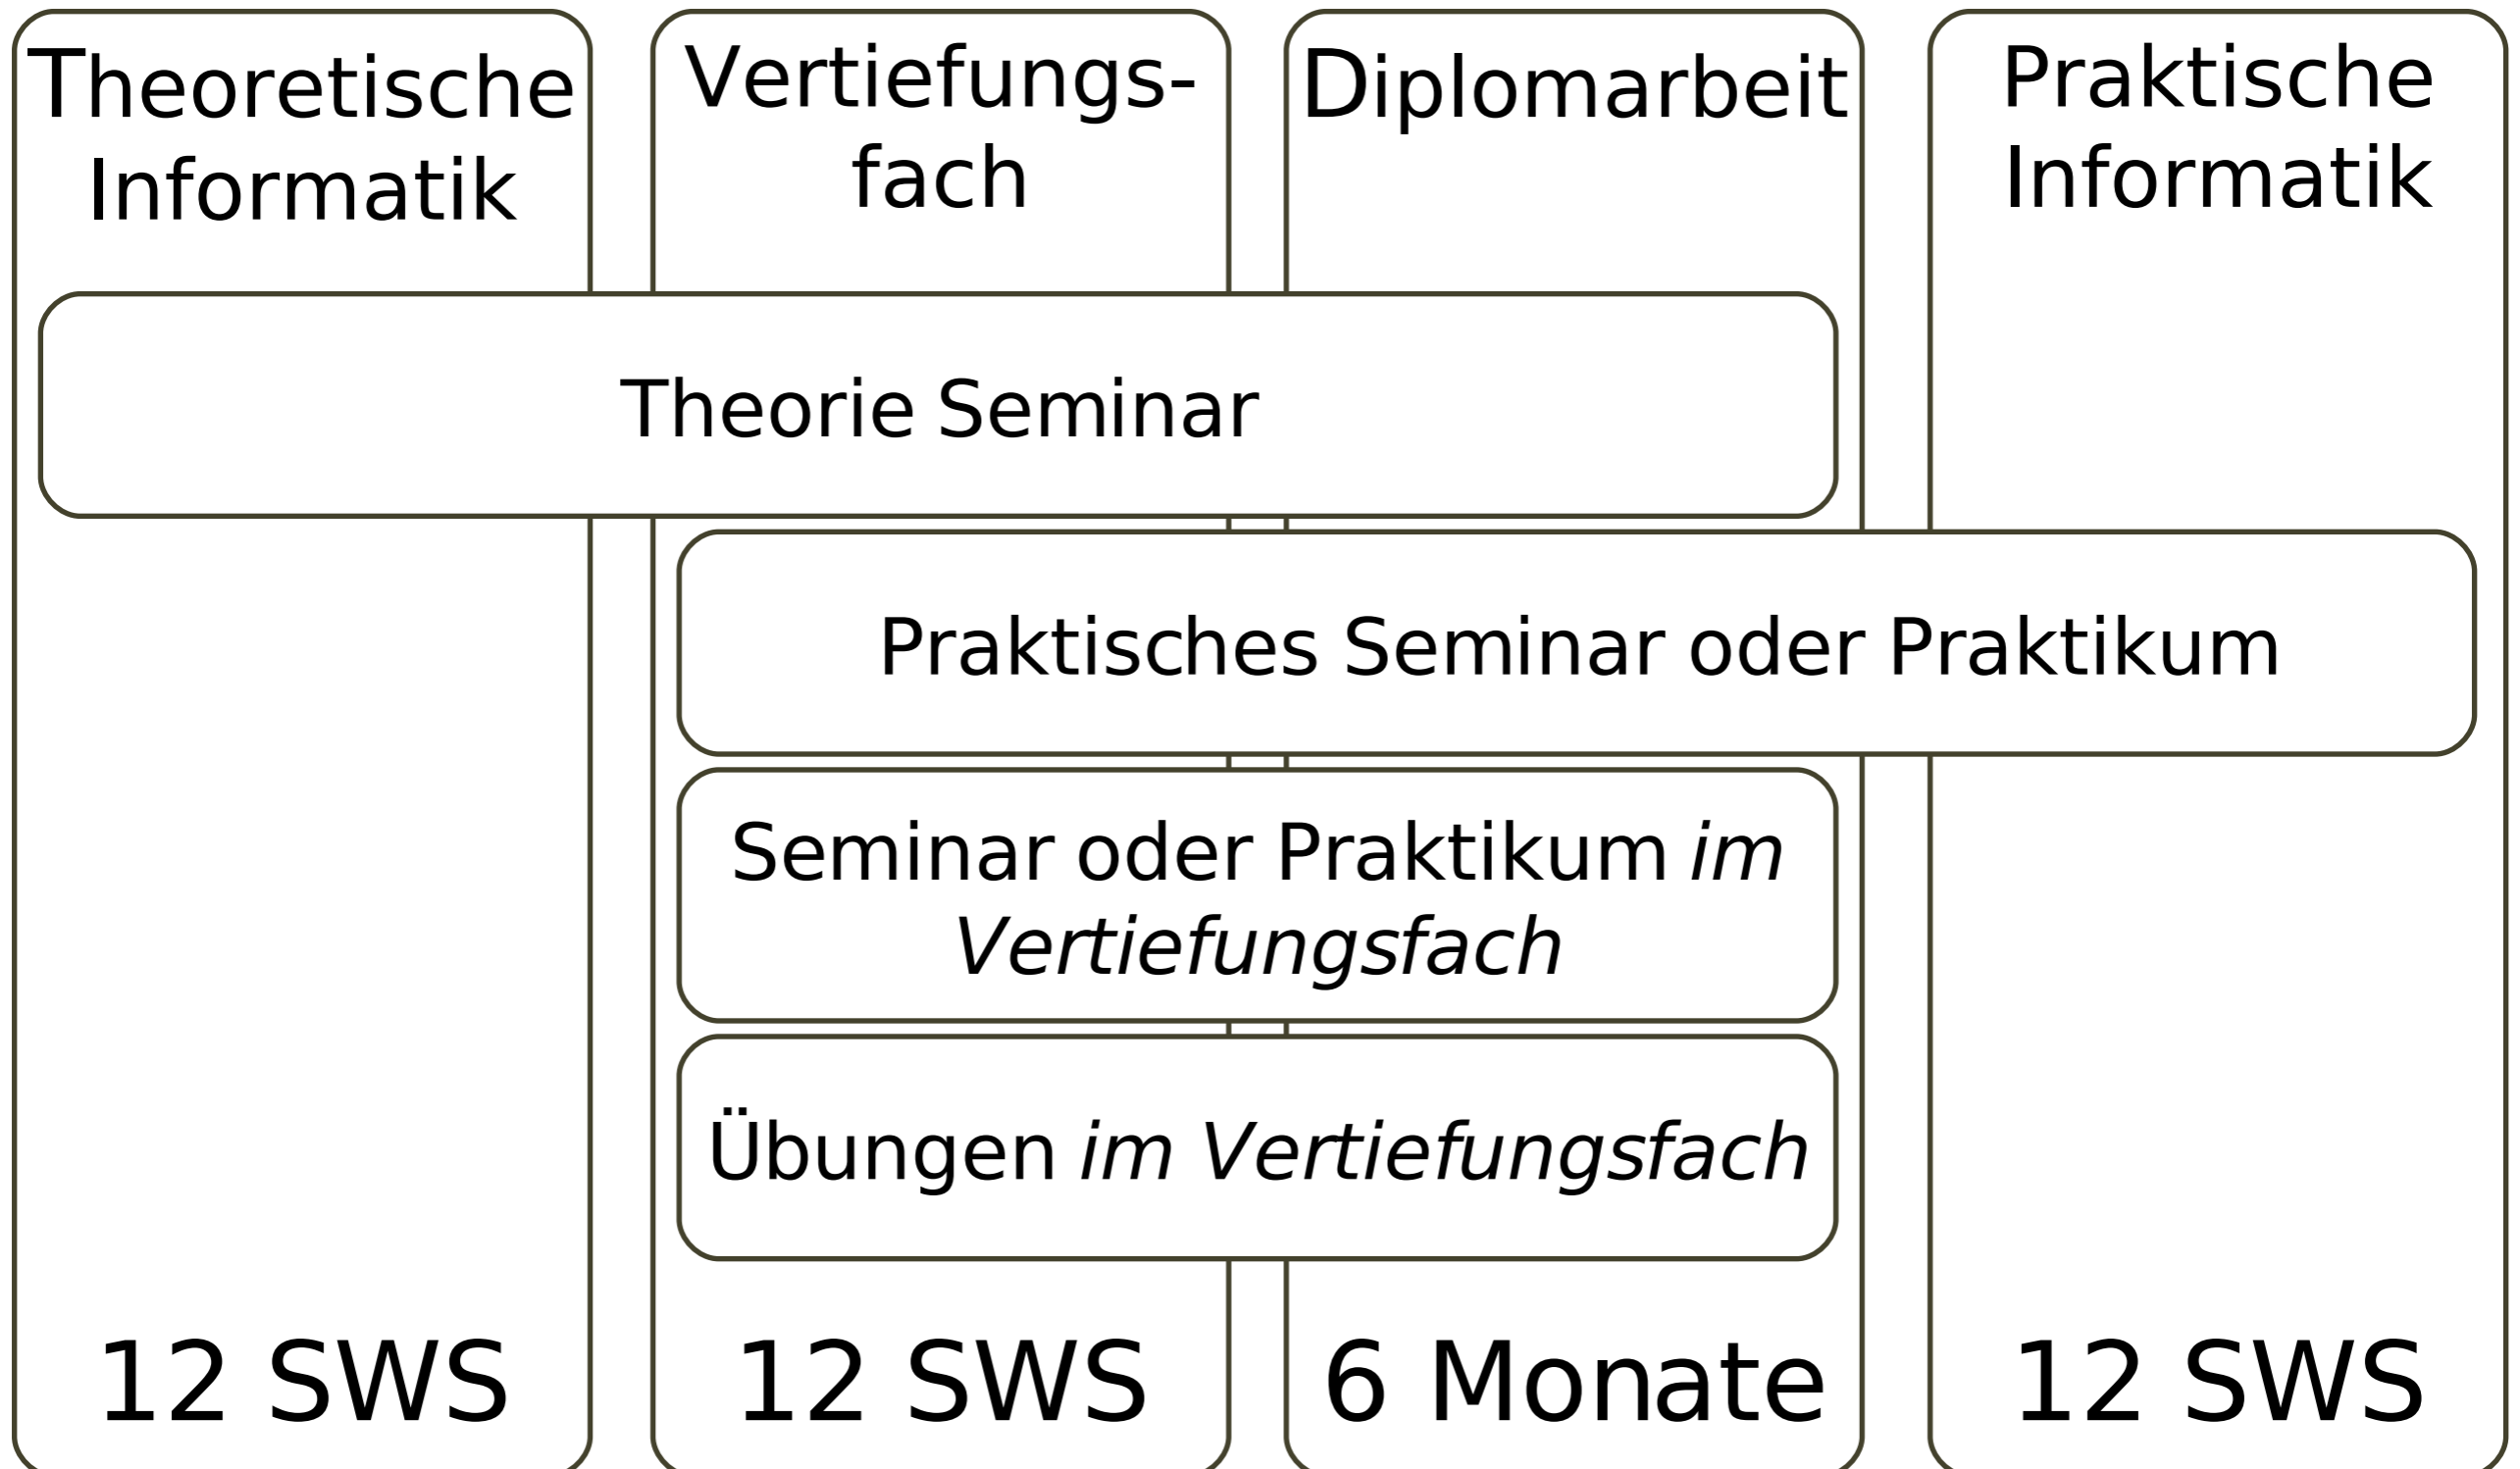 Theoretische
Informatik
Vertiefungs-
fach
Diplomarbeit
Praktische
Informatik
Theorie Seminar
Praktisches Seminar oder Praktikum
Seminar oder Praktikum im
Vertiefungsfach
Übungen im Vertiefungsfach
12 SWS
12 SWS
6 Monate
12 SWS